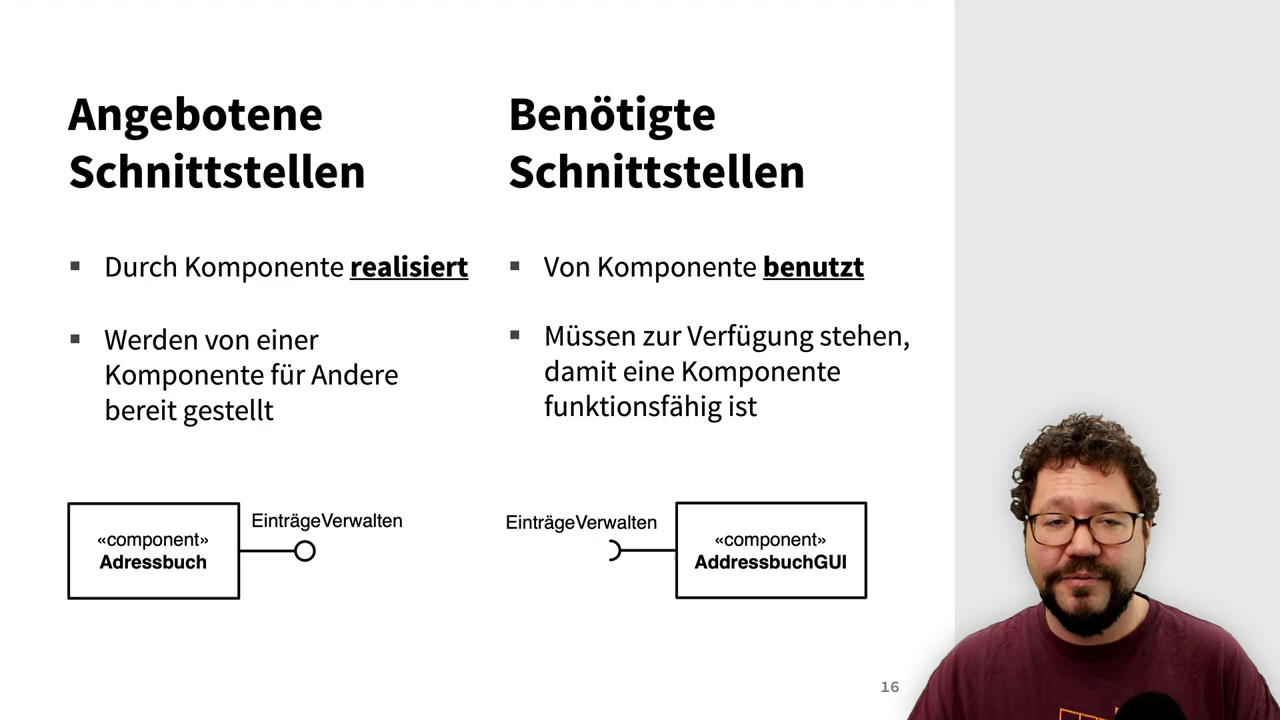 Angebotene
Schnittstellen
▪ Durch Komponente realisiert
▪ Werden von einer
Komponente für Andere
bereit gestellt
«component»
Adressbuch
EinträgeVerwalten
Benötigte
Schnittstellen
▪ Von Komponente benutzt
▪ Müssen zur Verfügung stehen,
damit eine Komponente
funktionsfähig ist
EinträgeVerwalten
«component»
AddressbuchGUI
16